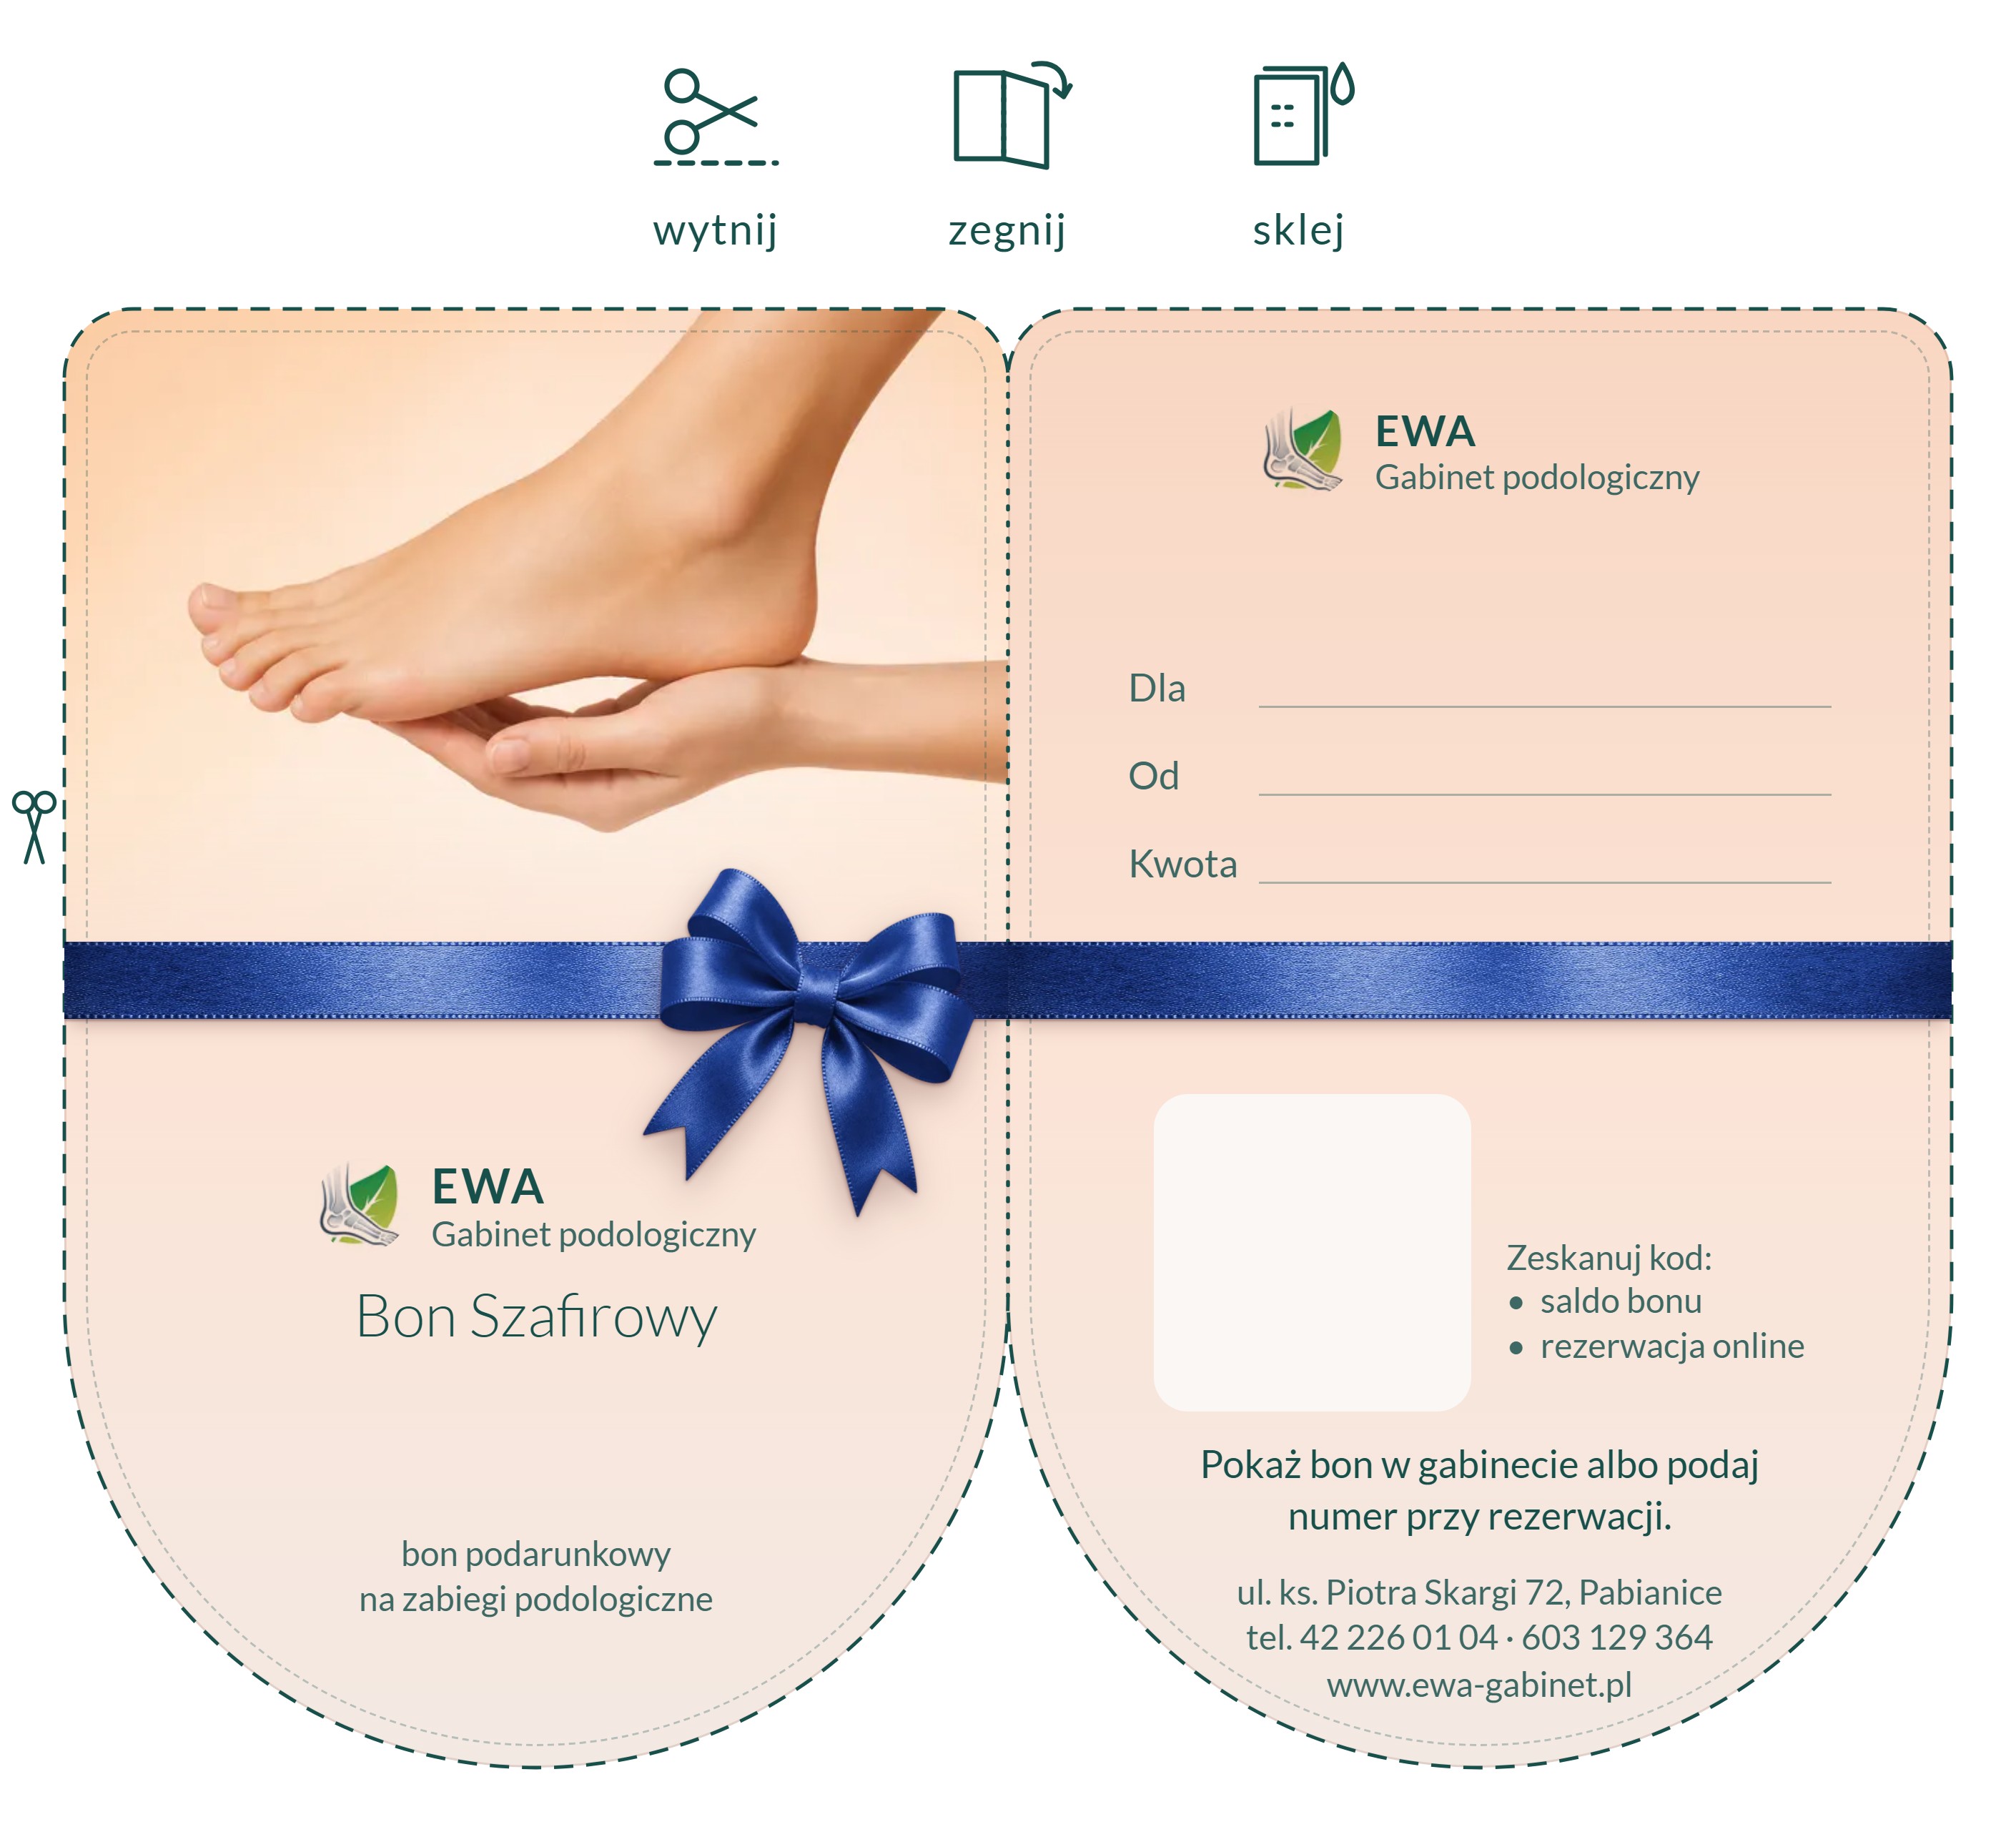 wytnij
zegnij
sklej
EWA
Gabinet podologiczny
Bon Szafirowy
bon podarunkowy
na zabiegi podologiczne
EWA
Gabinet podologiczny
Dla
Od
Kwota
Zeskanuj kod:
• saldo bonu
• rezerwacja online
Pokaż bon w gabinecie albo podaj
numer przy rezerwacji.
ul. ks. Piotra Skargi 72, Pabianice
tel. 42 226 01 04 · 603 129 364
www.ewa-gabinet.pl